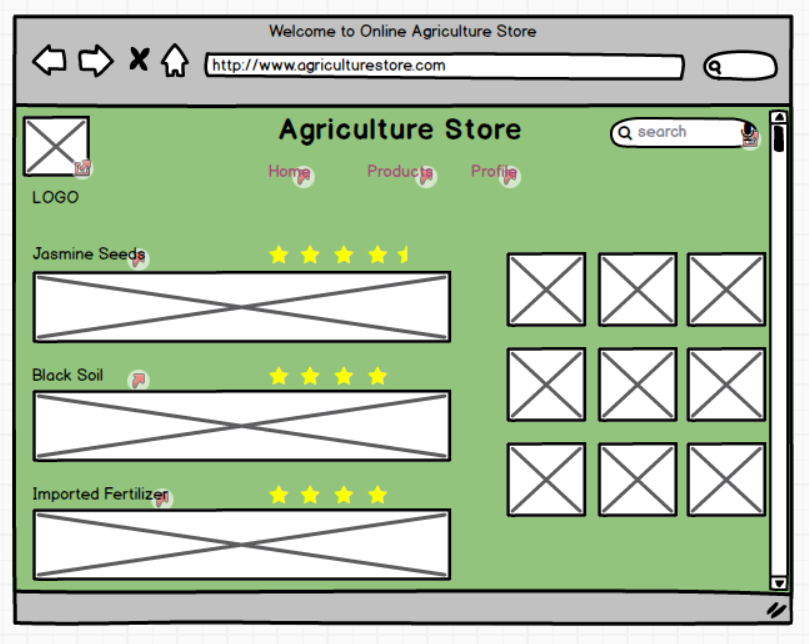 Welcome to Online Agriculture Store
http://www.agriculturestore.com
Agriculture Store
search
Home Products Profile
LOGO
Jasmine Seeds
Black Soil
Imported Fertilizer